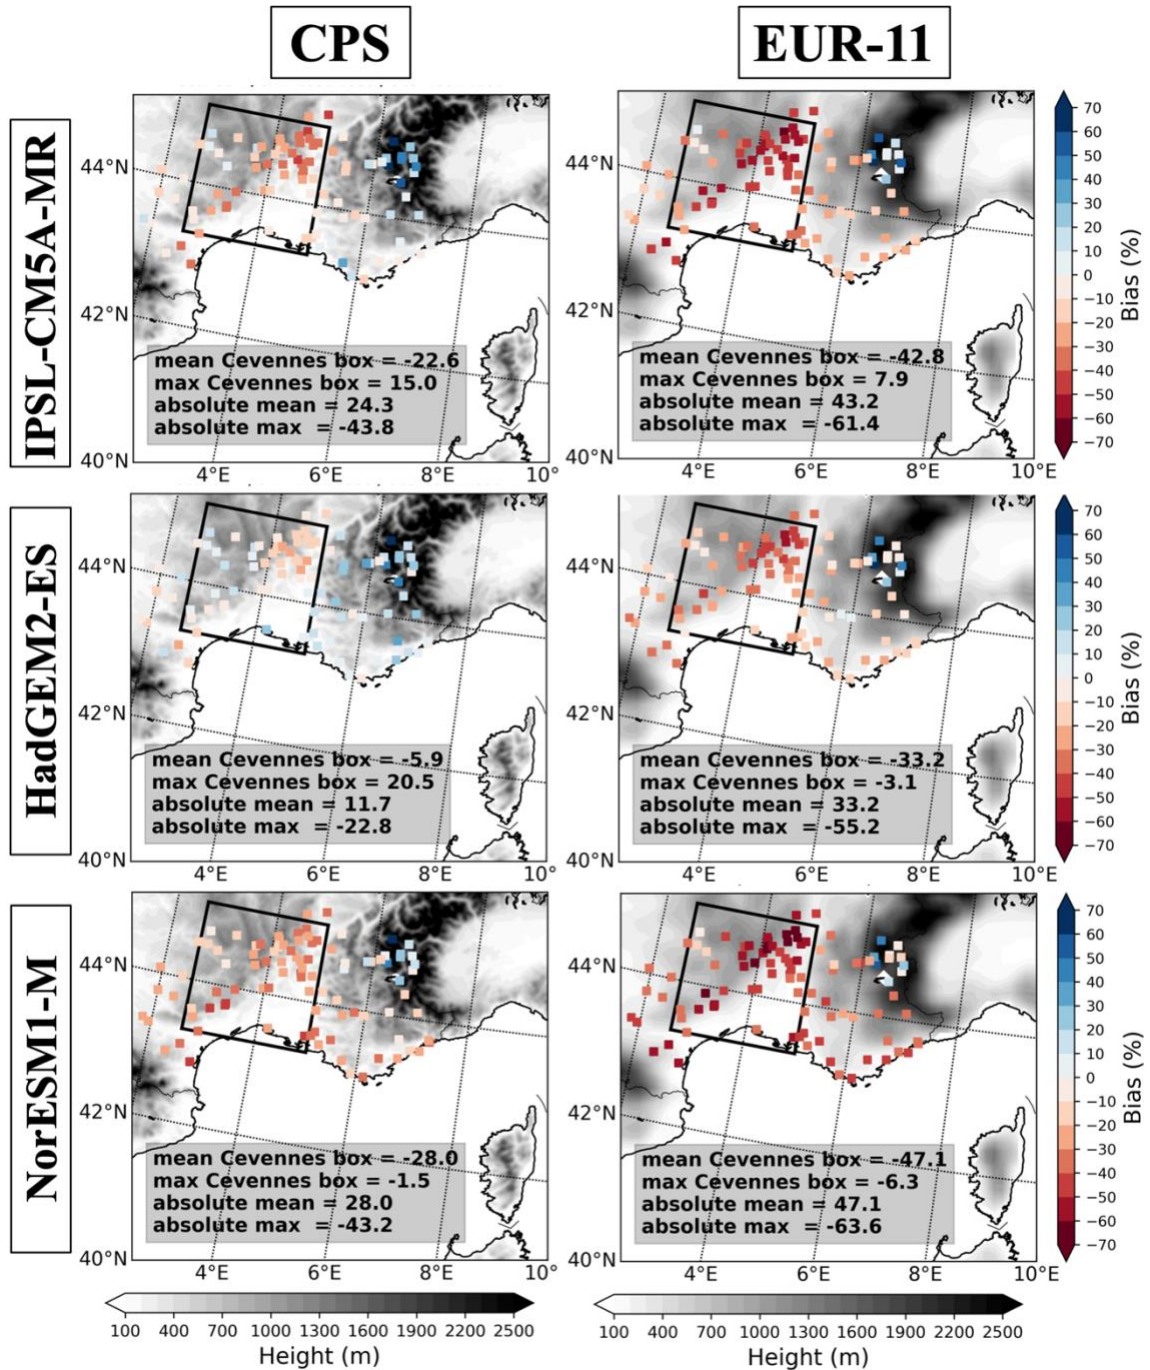 CPS
EUR-11
IPSL-CM5A-MR
44°N
42°N
40°N
4°E
6°E
8°E
10°
mean Cevennes box = -22.6
max Cevennes box = 15.0
absolute mean = 24.3
absolute max = -43.8
44°N
42°N
40°N
4°E
6°E
8°E
10°E
mean Cevennes box = -42.8
max Cevennes box = 7.9
absolute mean = 43.2
absolute max = -61.4
70
60
50
40
30
20
10
0
−10
−20
−30
−40
−50
−60
−70
Bias (%)
HadGEM2-ES
44°N
42°N
40°N
4°E
6°E
8°E
10°
mean Cevennes box = -5.9
max Cevennes box = 20.5
absolute mean = 11.7
absolute max = -22.8
44°N
42°N
40°N
4°E
6°E
8°E
10°E
mean Cevennes box = -33.2
max Cevennes box = -3.1
absolute mean = 33.2
absolute max = -55.2
70
60
50
40
30
20
10
0
−10
−20
−30
−40
−50
−60
−70
Bias (%)
NorESM1-M
44°N
42°N
40°N
4°E
6°E
8°E
10°
mean Cevennes box = -28.0
max Cevennes box = -1.5
absolute mean = 28.0
absolute max = -43.2
44°N
42°N
40°N
4°E
6°E
8°E
10°E
mean Cevennes box = -47.1
max Cevennes box = -6.3
absolute mean = 47.1
absolute max = -63.6
70
60
50
40
30
20
10
0
−10
−20
−30
−40
−50
−60
−70
Bias (%)
100 400 700 1000 1300 1600 1900 2200 2500
Height (m)
100 400 700 1000 1300 1600 1900 2200 2500
Height (m)